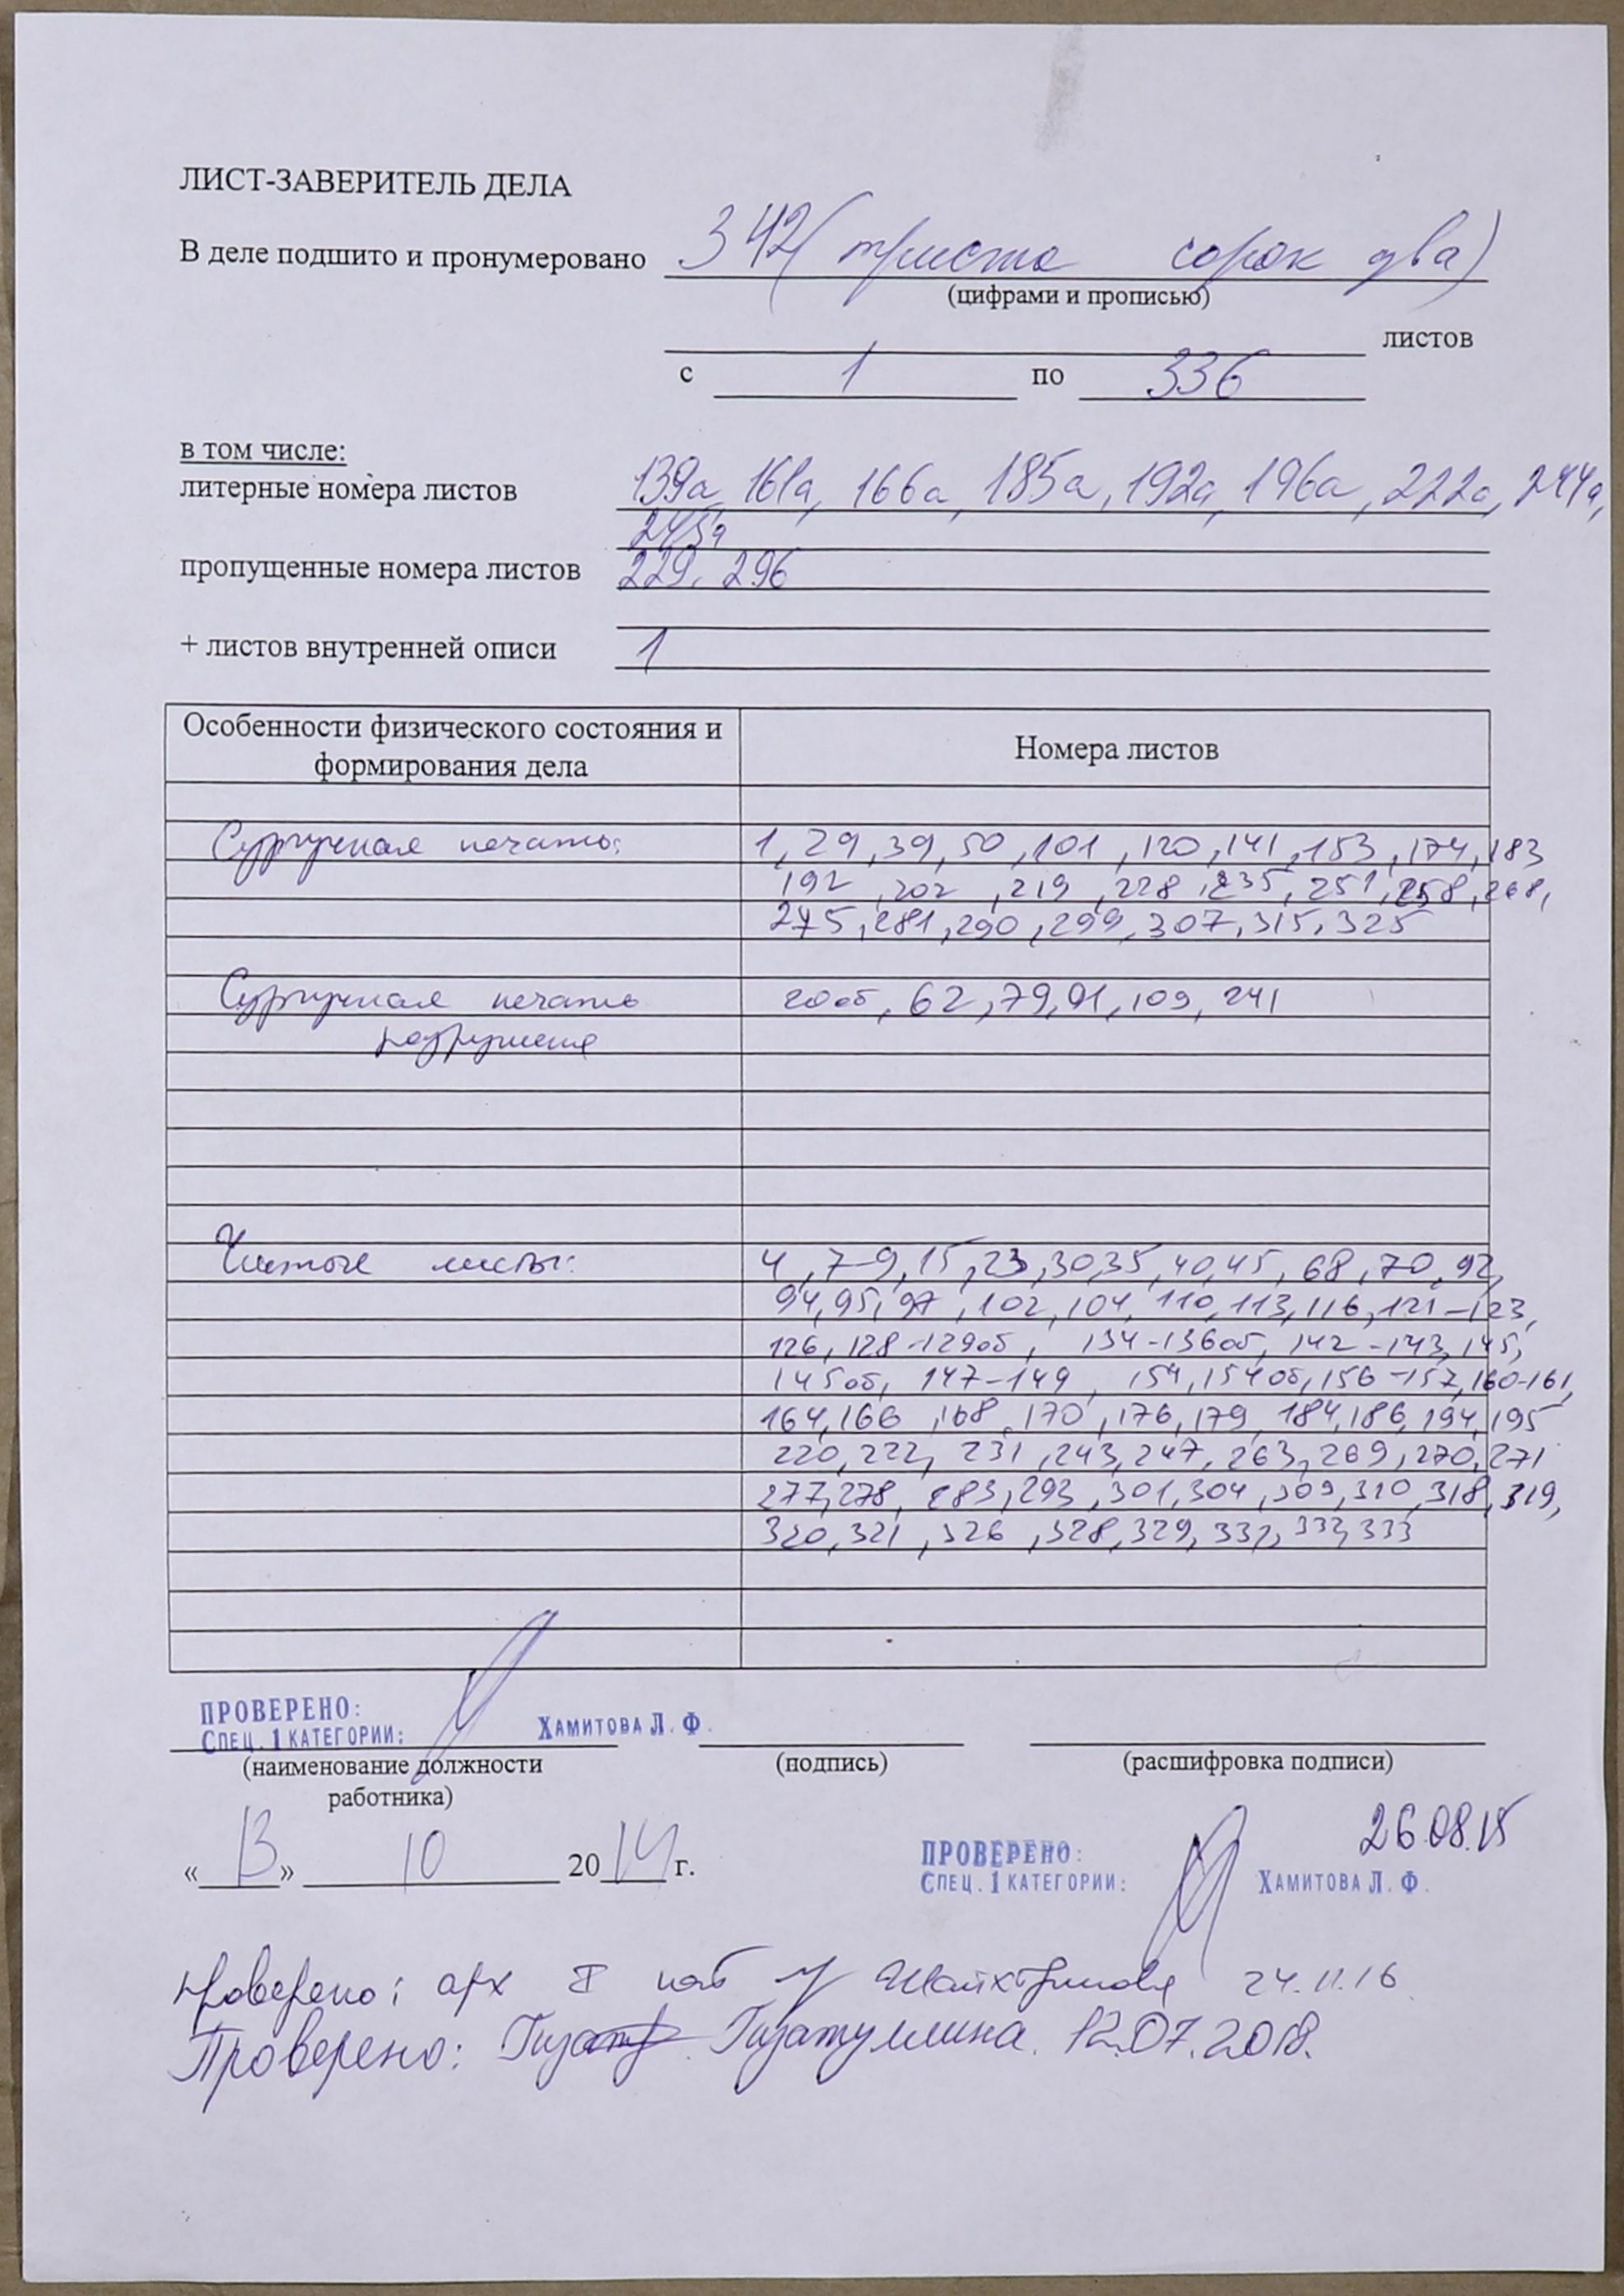 ЛИСТ-ЗАВЕРИТЕЛЬ ДЕЛА
В деле подшито и пронумеровано 342 (триста сорок два)
(цифрами и прописью)
листов
с 1 по 336
в том числе:
литерные номера листов 139а, 161а, 166а, 185а, 192а, 196а, 222а, 244а,
245а
пропущенные номера листов 229, 296
+ листов внутренней описи 1
Особенности физического состояния и формирования дела Номера листов
Сургучная печать: 1, 29, 39, 50, 101, 120, 141, 153, 174, 183
192, 202, 219, 228, 235, 251, 258, 268,
275, 281, 290, 299, 307, 315, 325
Сургучная печать 20об, 62, 79, 91, 109, 241
разрушена
Чистые листы: 4, 7-9, 15, 23, 30, 35, 40, 45, 68, 70, 92,
94, 95, 97, 102, 104, 110, 113, 116, 121-123,
126, 128-129об, 134-136об, 142-143, 145,
145об, 147-149, 154, 154об, 156-157, 160-161,
164, 166, 168, 170, 176, 179, 184, 186, 194, 195
220, 222, 231, 243, 247, 263, 269, 270, 271
277, 278, 283, 293, 301, 304, 309, 310, 318, 319,
320, 321, 326, 328, 329, 332, 333
ПРОВЕРЕНО:
СПЕЦ. 1 КАТЕГОРИИ: ХАМИТОВА Л. Ф.
(наименование должности работника) (подпись) (расшифровка подписи)
26.08.15
«13» 10 2014 г.
ПРОВЕРЕНО:
СПЕЦ. 1 КАТЕГОРИИ: ХАМИТОВА Л. Ф.
Проверено: арх II кат 24.11.16
Проверено: Гизатуллина 12.07.2018.